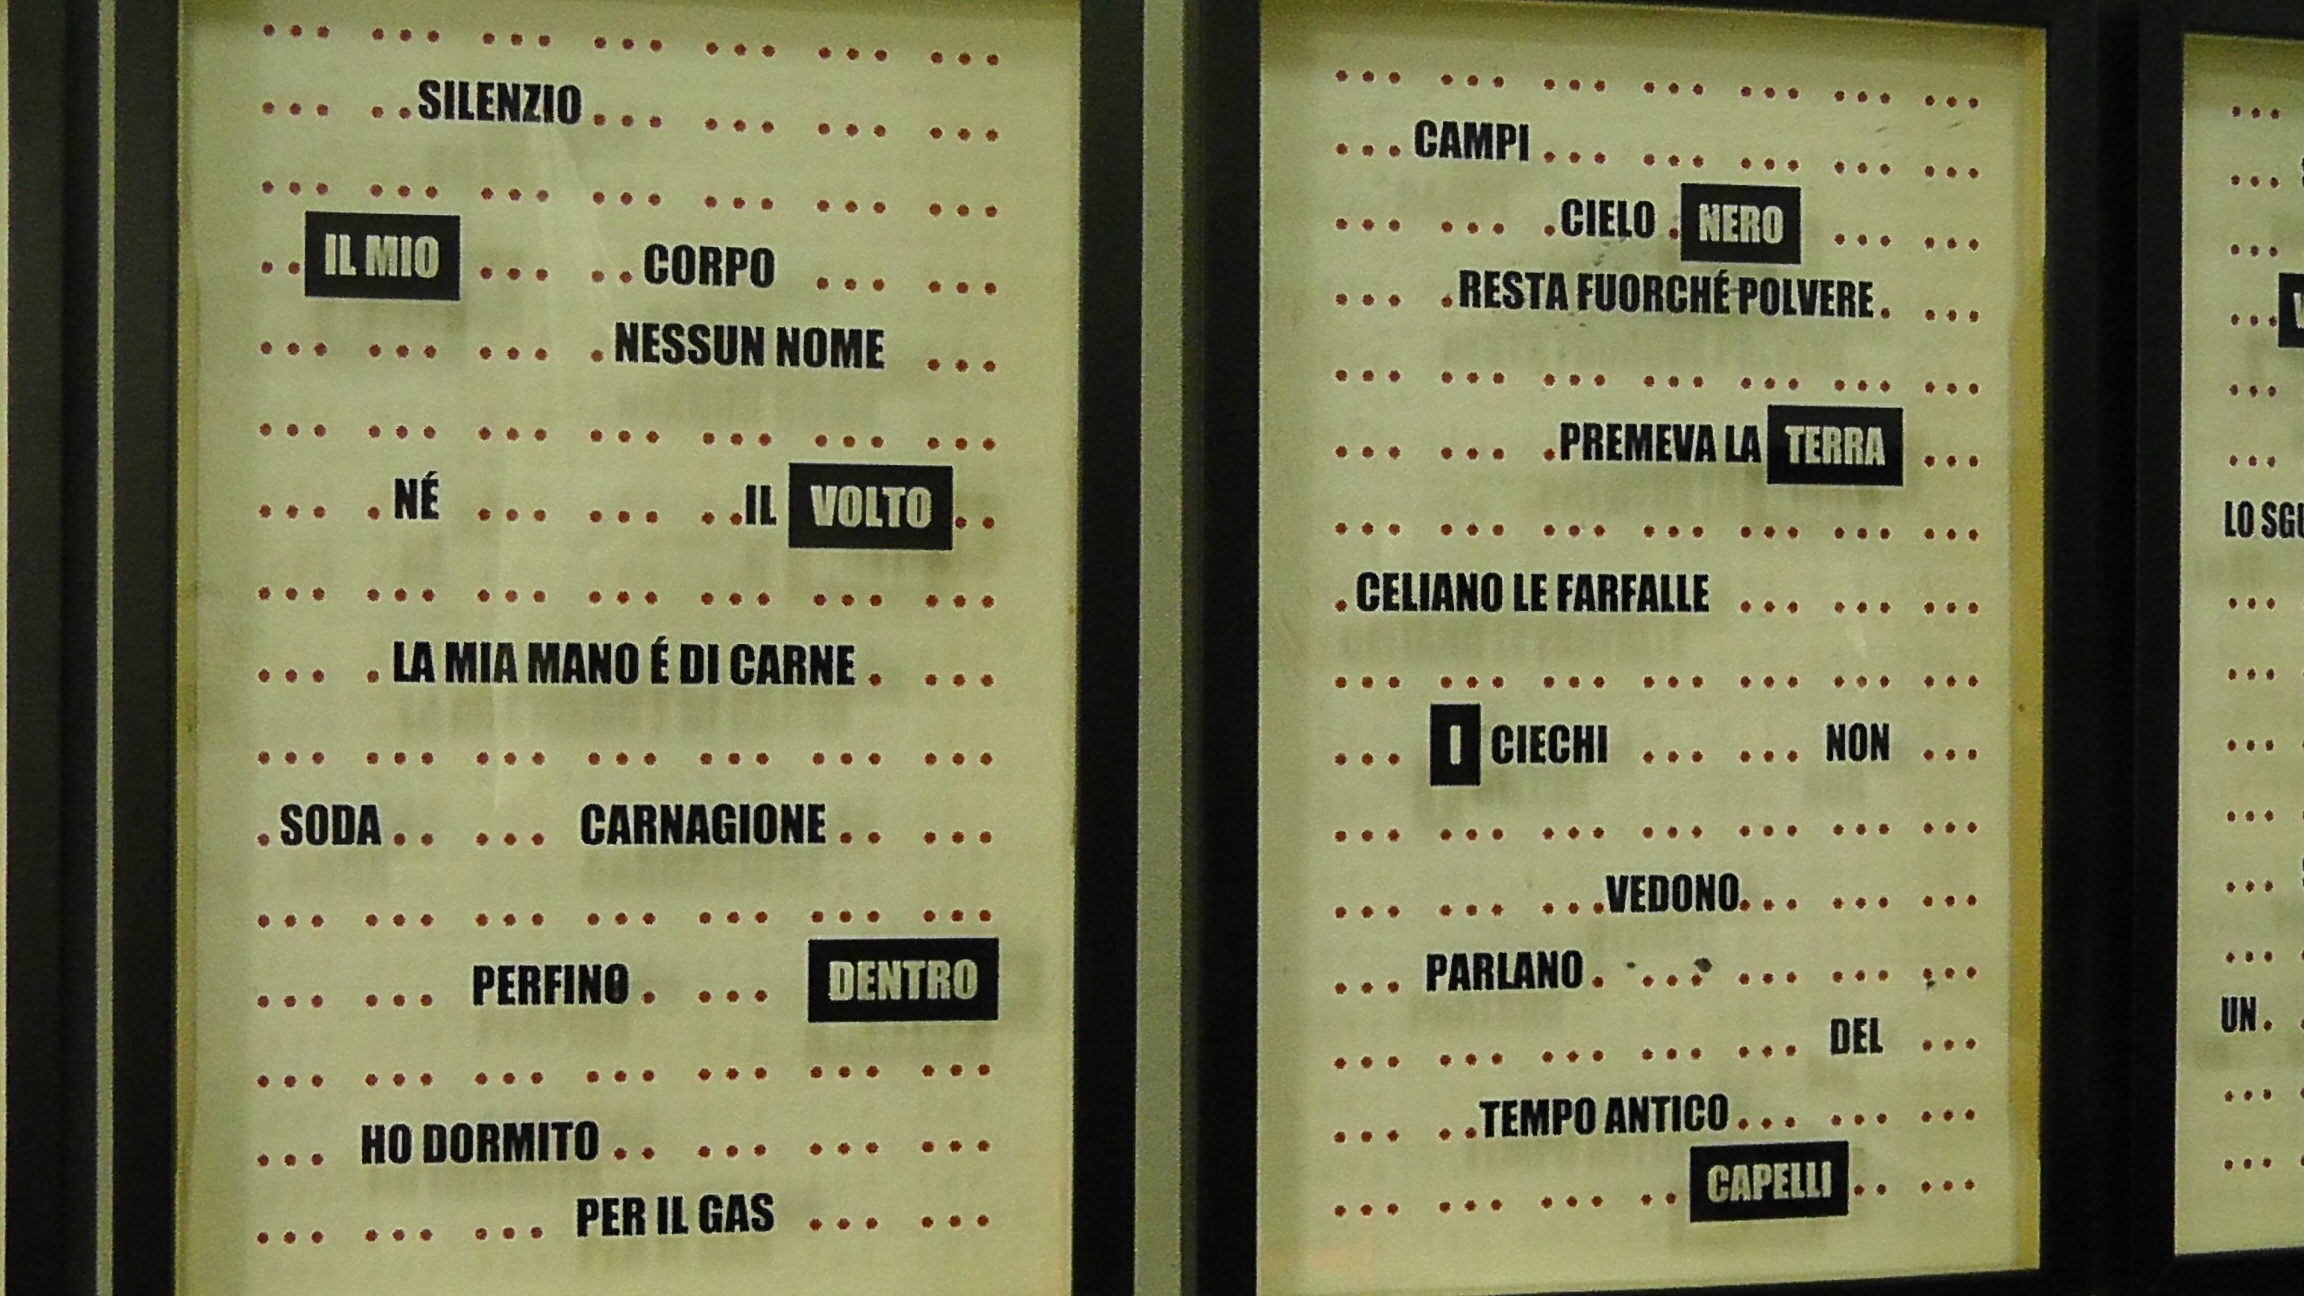 SILENZIO
IL MIO CORPO
NESSUN NOME
NÉ IL VOLTO
LA MIA MANO É DI CARNE
SODA CARNAGIONE
PERFINO DENTRO
HO DORMITO
PER IL GAS
CAMPI
CIELO NERO
RESTA FUORCHÉ POLVERE
PREMEVA LA TERRA
CELIANO LE FARFALLE
I CIECHI NON
VEDONO
PARLANO
DEL
TEMPO ANTICO
CAPELLI
LO
UN